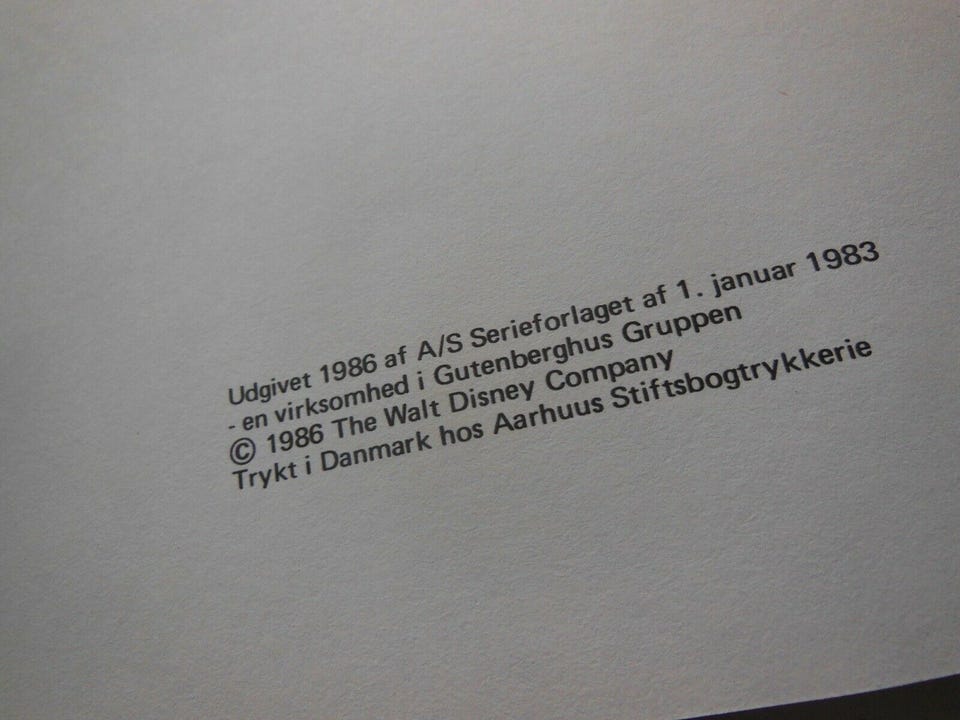 Udgivet 1986 af A/S Serieforlaget af 1. januar 1983
- en virksomhed i Gutenberghus Gruppen
© 1986 The Walt Disney Company
Trykt i Danmark hos Aarhuus Stiftsbogtrykkerie